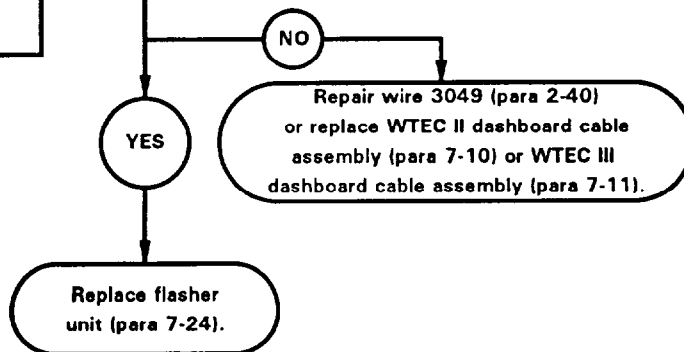 NO
Repair wire 3049 (para 2-40)
or replace WTEC II dashboard cable
assembly (para 7-10) or WTEC III
dashboard cable assembly (para 7-11).
YES
Replace flasher
unit (para 7-24).